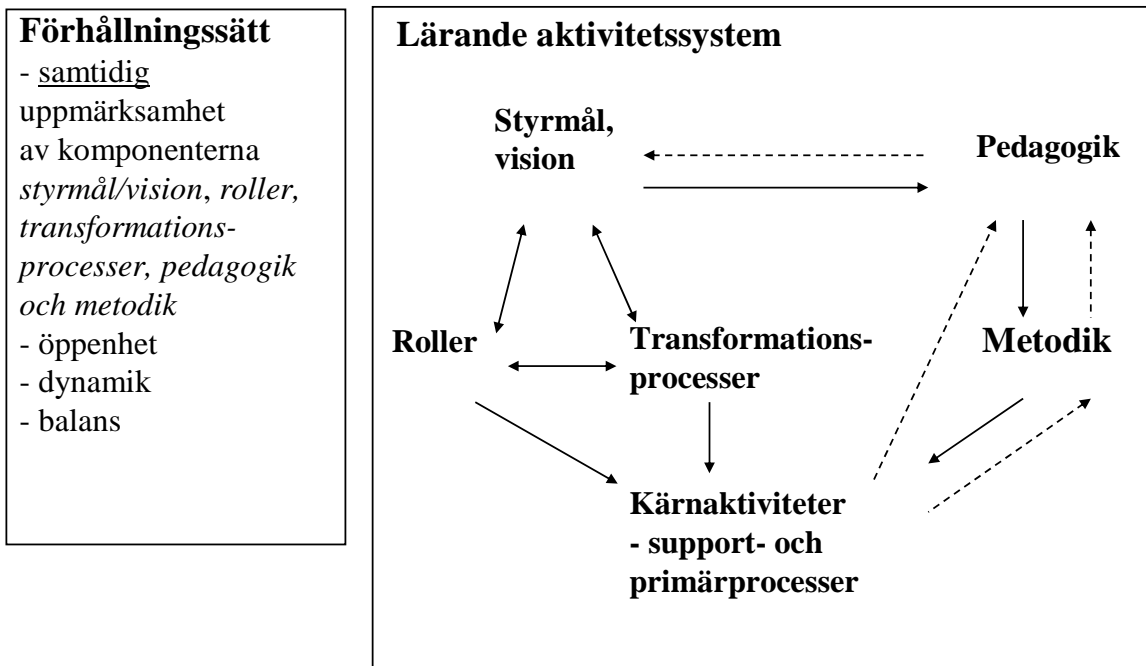 Förhållningssätt
- samtidig
uppmärksamhet
av komponenterna
styrmål/vision, roller,
transformations-
processer, pedagogik
och metodik
- öppenhet
- dynamik
- balans
Lärande aktivitetssystem
Styrmål,
vision
Pedagogik
Roller
Transformations-
processer
Metodik
Kärnaktiviteter
- support- och
primärprocesser